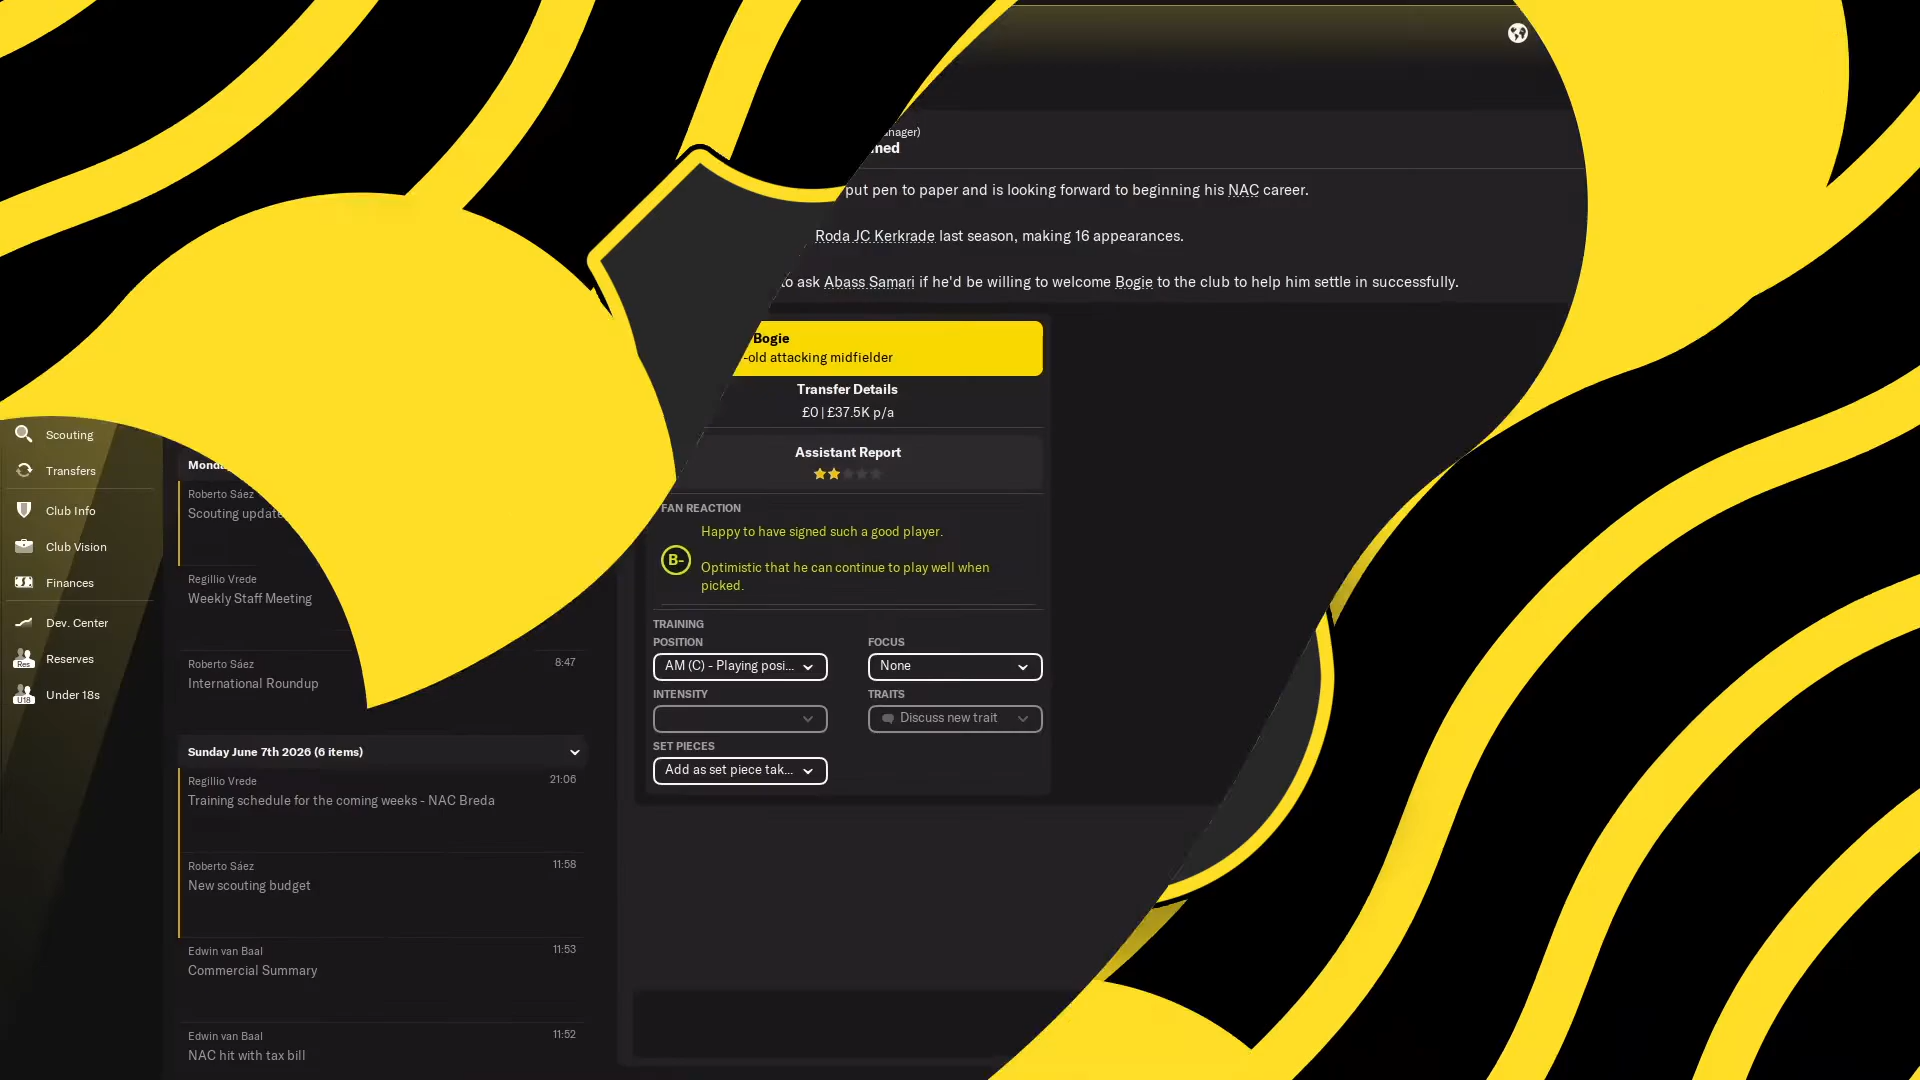 Scouting
Transfers
Club Info
Club Vision
Finances
Dev. Center
Res
Reserves
U18
Under 18s
Roberto Sáez
Scouting update
Regillio Vrede
Weekly Staff Meeting
Roberto Sáez
8:47
International Roundup
Sunday June 7th 2026 (6 items)
Regillio Vrede
21:06
Training schedule for the coming weeks - NAC Breda
Roberto Sáez
11:58
New scouting budget
Edwin van Baal
11:53
Commercial Summary
Edwin van Baal
11:52
NAC hit with tax bill
put pen to paper and is looking forward to beginning his NAC career.
Roda JC Kerkrade last season, making 16 appearances.
to ask Abass Samari if he'd be willing to welcome Bogie to the club to help him settle in successfully.
Bogie
-old attacking midfielder
Transfer Details
£0 | £37.5K p/a
Assistant Report
FAN REACTION
Happy to have signed such a good player.
B-
Optimistic that he can continue to play well when
picked.
TRAINING
POSITION
FOCUS
AM (C) - Playing posi...
None
INTENSITY
TRAITS
Discuss new trait
SET PIECES
Add as set piece tak...